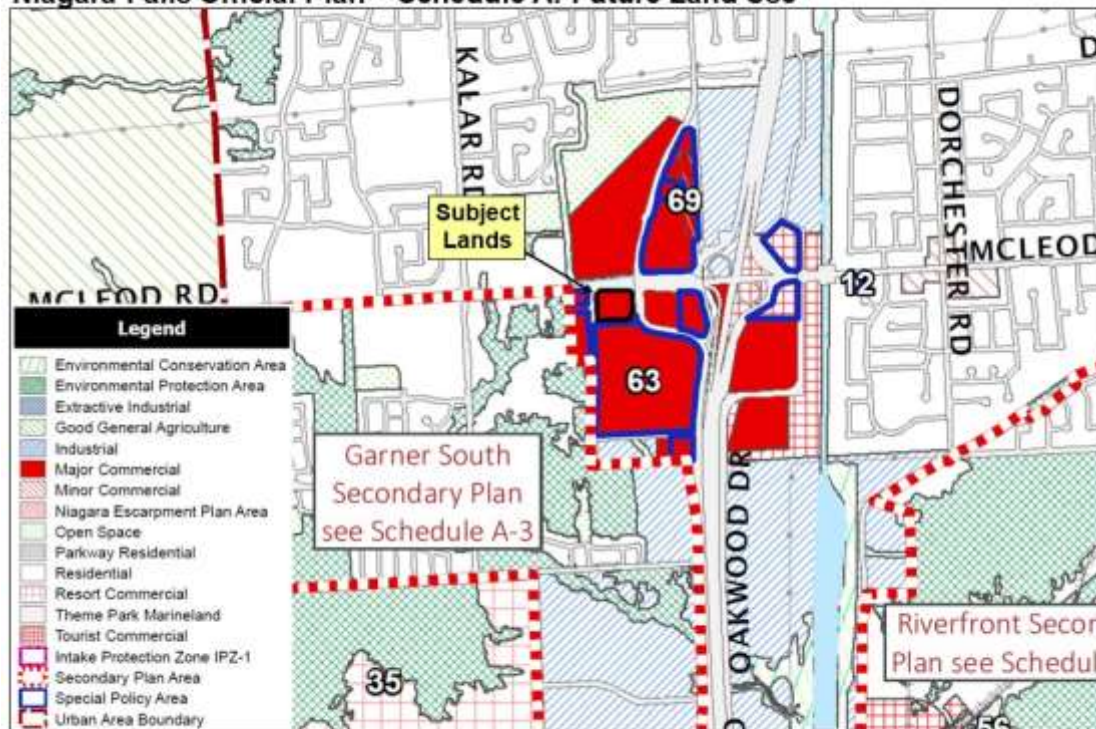 Niagara Falls Official Plan - Schedule A: Future Land Use
KALAR RD
DORCHESTER RD
69
Subject
Lands
MCLEOD
12
MCLEOD RD
63
Legend
Environmental Conservation Area
Environmental Protection Area
Extractive Industrial
Good General Agriculture
Industrial
Major Commercial
Minor Commercial
Niagara Escarpment Plan Area
Open Space
Parkway Residential
Residential
Resort Commercial
Theme Park Marineland
Tourist Commercial
Intake Protection Zone IPZ-1
Secondary Plan Area
Special Policy Area
Urban Area Boundary
Garner South
Secondary Plan
see Schedule A-3
OAKWOOD DR
Riverfront Secon
Plan see Schedul
35
56